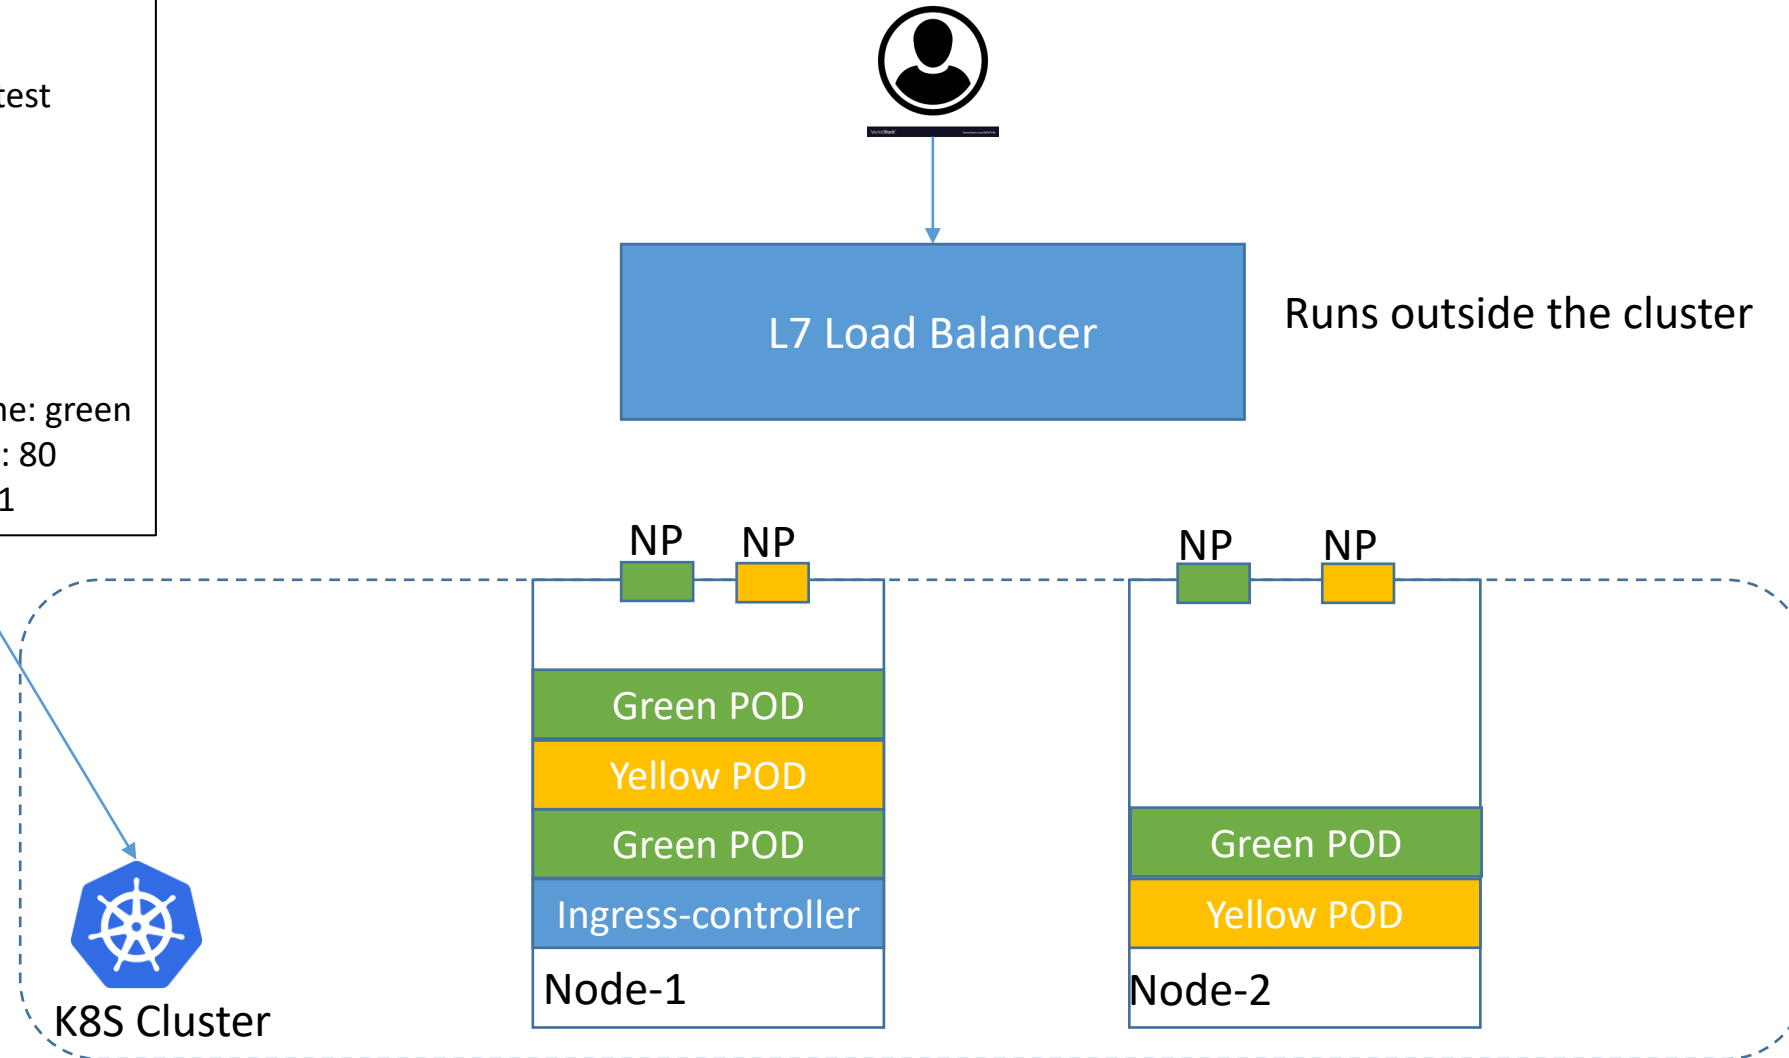 test
ne: green
: 80
1
VectorStock
L7 Load Balancer
Runs outside the cluster
NP
NP
NP
NP
Green POD
Yellow POD
Green POD
Ingress-controller
Node-1
Green POD
Yellow POD
Node-2
K8S Cluster